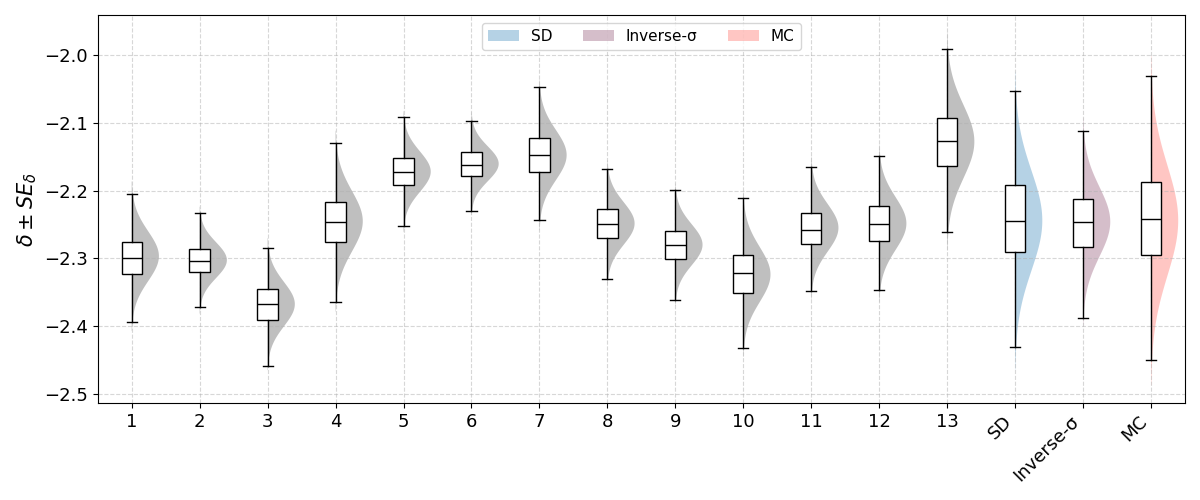 SD Inverse-σ MC
δ ± SE_δ
−2.0
−2.1
−2.2
−2.3
−2.4
−2.5
1 2 3 4 5 6 7 8 9 10 11 12 13 SD Inverse-σ MC